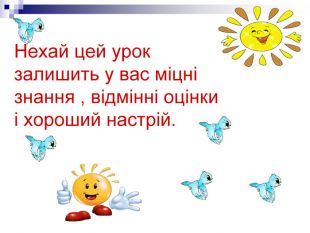 Нехай цей урок
залишить у вас міцні
знання , відмінні оцінки
і хороший настрій.